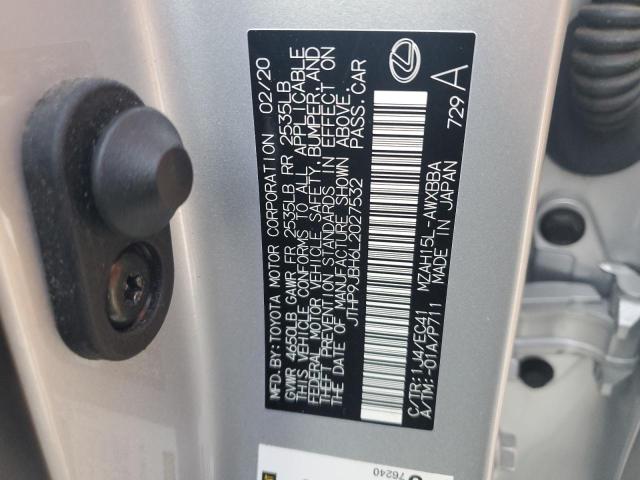 MFD.BY:TOYOTA MOTOR CORPORATION 02/20
GVWR 4650LB GAWR FR 2535LB RR 2535LB
THIS VEHICLE CONFORMS TO ALL APPLICABLE
FEDERAL MOTOR VEHICLE SAFETY, BUMPER, AND
THEFT PREVENTION STANDARDS IN EFFECT ON
THE DATE OF MANUFACTURE SHOWN ABOVE.
JTHP9JBH6L2027532 PASS.CAR
C/TR:1J4/EC41 MZAH15L-AWXBBA
A/TM:-01A/P711 MADE IN JAPAN 729 A
76240